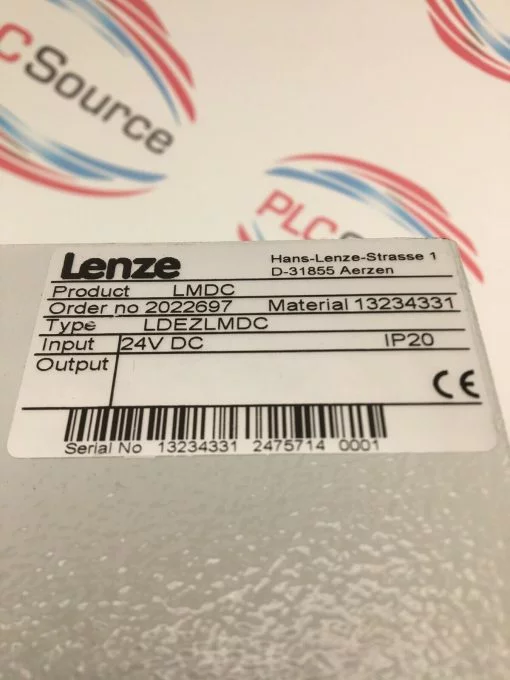 LCSource
PLC
Lenze
Hans-Lenze-Strasse 1
D-31855 Aerzen
Product LMDC
Order no 2022697 Material 13234331
Type LDEZLMDC
Input 24V DC IP20
Output
CE
Serial No 13234331 2475714 0001